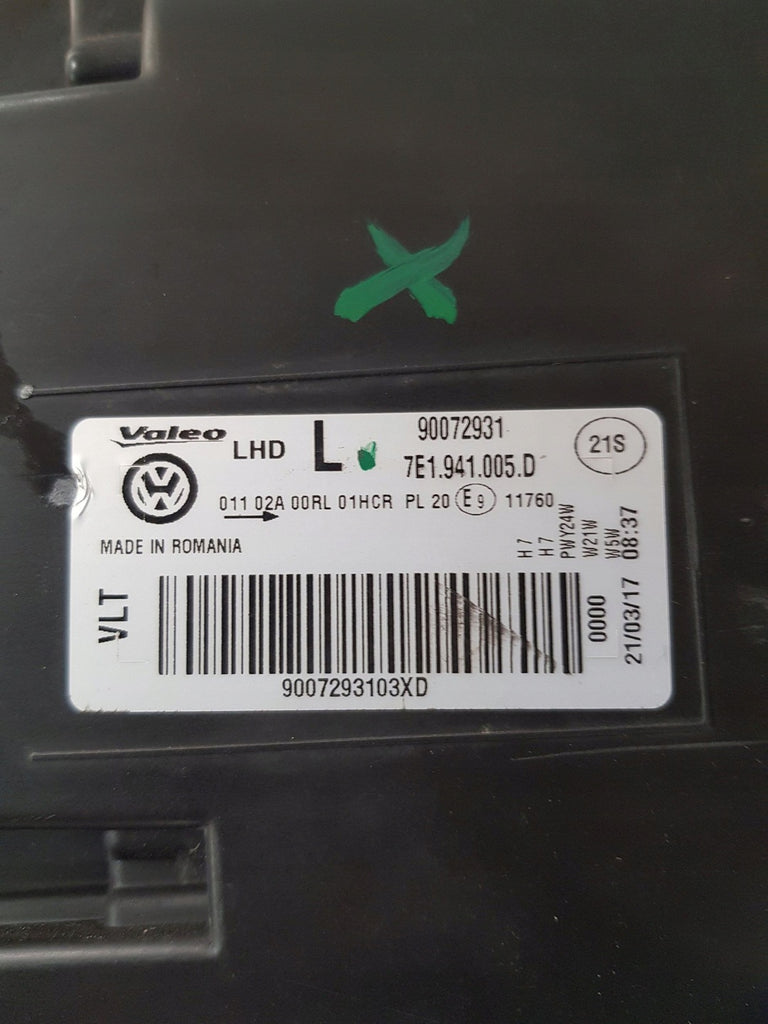 Valeo
LHD L 90072931
7E1.941.005.D
21S
011 02A 00RL 01HCR PL 20 E9 11760
MADE IN ROMANIA
H7
H7
PWY24W
W21W
W5W
VLT
0000
21/03/17 08:37
9007293103XD